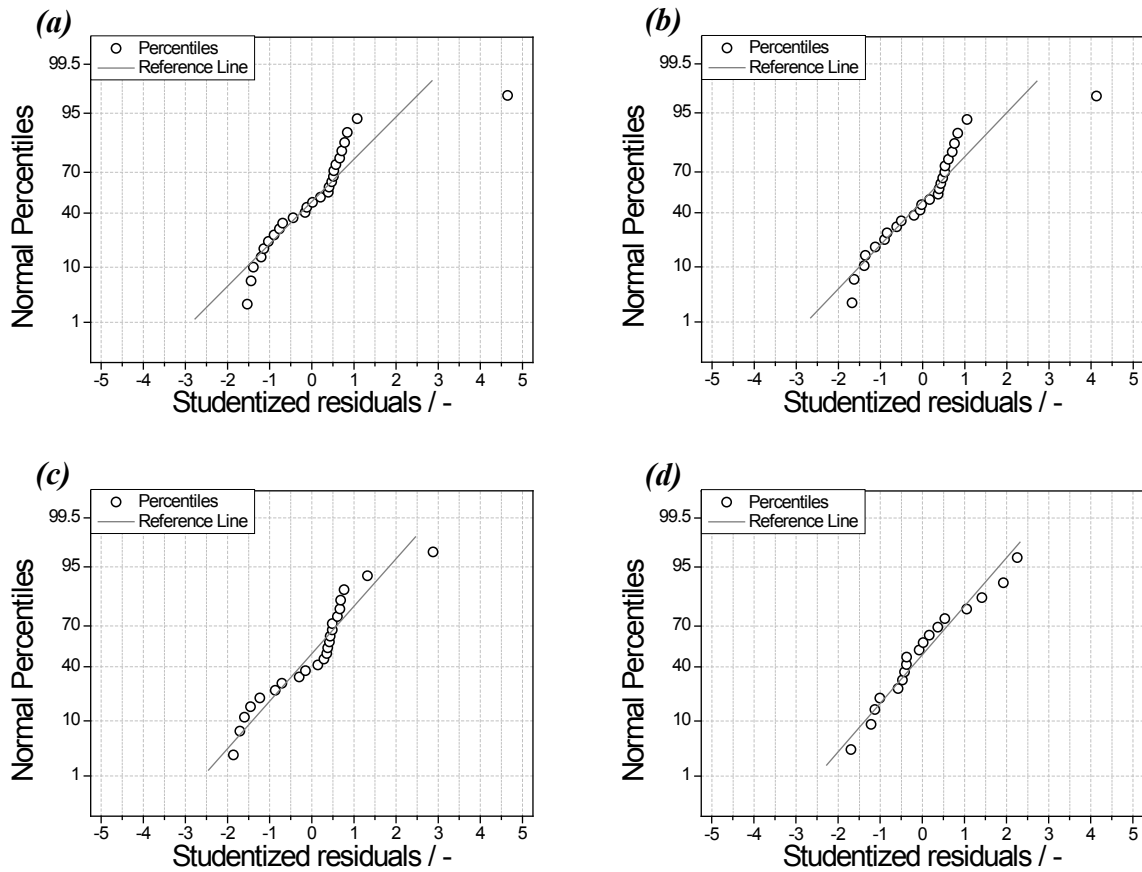 (a)
Percentiles
Reference Line
99.5
95
70
40
10
1
Normal Percentiles
-5 -4 -3 -2 -1 0 1 2 3 4 5
Studentized residuals / -
(b)
Percentiles
Reference Line
99.5
95
70
40
10
1
Normal Percentiles
-5 -4 -3 -2 -1 0 1 2 3 4 5
Studentized residuals / -
(c)
Percentiles
Reference Line
99.5
95
70
40
10
1
Normal Percentiles
-5 -4 -3 -2 -1 0 1 2 3 4 5
Studentized residuals / -
(d)
Percentiles
Reference Line
99.5
95
70
40
10
1
Normal Percentiles
-5 -4 -3 -2 -1 0 1 2 3 4 5
Studentized residuals / -